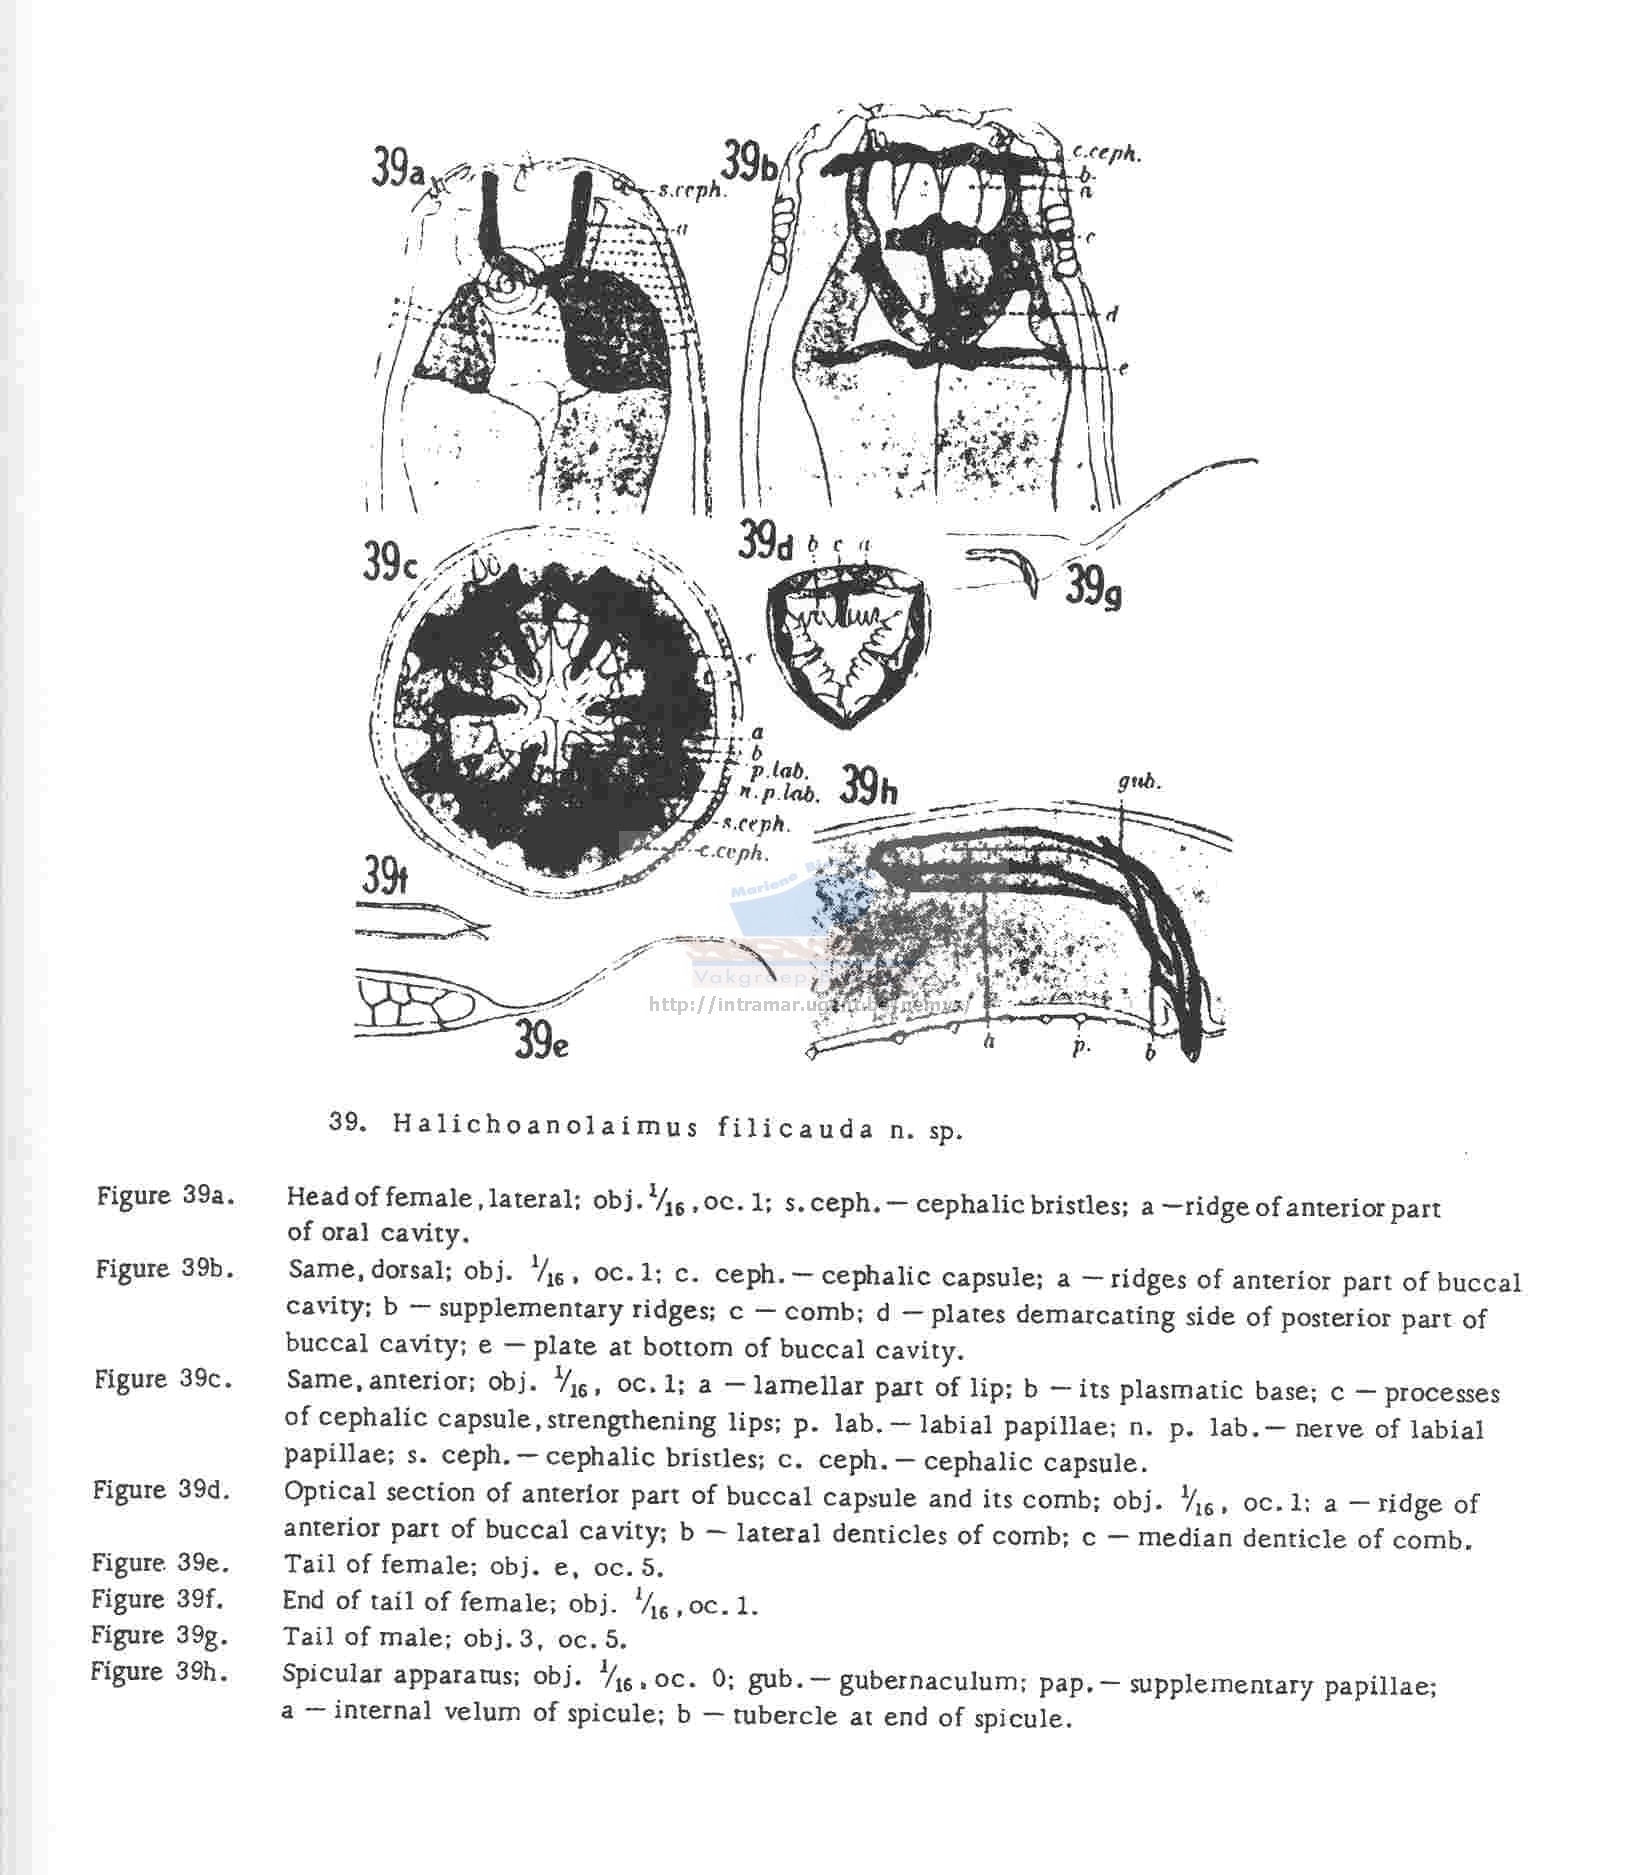 39a
s.ceph.
a
39b
c.ceph.
b
a
c
d
e
39c
c
a
b
p.lab.
n.p.lab.
s.ceph.
c.ceph.
39d
b c a
39g
39h
gub.
a
p.
b
39f
39e
Marlene
Vakgroep
http://intramar.ugent.be/nemys/
39. Halichoanolaimus filicauda n. sp.
Figure 39a. Head of female, lateral; obj. 1/16, oc. 1; s. ceph. — cephalic bristles; a — ridge of anterior part
of oral cavity.
Figure 39b. Same, dorsal; obj. 1/16, oc. 1; c. ceph. — cephalic capsule; a — ridges of anterior part of buccal
cavity; b — supplementary ridges; c — comb; d — plates demarcating side of posterior part of
buccal cavity; e — plate at bottom of buccal cavity.
Figure 39c. Same, anterior; obj. 1/16, oc. 1; a — lamellar part of lip; b — its plasmatic base; c — processes
of cephalic capsule, strengthening lips; p. lab. — labial papillae; n. p. lab. — nerve of labial
papillae; s. ceph. — cephalic bristles; c. ceph. — cephalic capsule.
Figure 39d. Optical section of anterior part of buccal capsule and its comb; obj. 1/16, oc. 1; a — ridge of
anterior part of buccal cavity; b — lateral denticles of comb; c — median denticle of comb.
Figure 39e. Tail of female; obj. e, oc. 5.
Figure 39f. End of tail of female; obj. 1/16, oc. 1.
Figure 39g. Tail of male; obj. 3, oc. 5.
Figure 39h. Spicular apparatus; obj. 1/16, oc. 0; gub. — gubernaculum; pap. — supplementary papillae;
a — internal velum of spicule; b — tubercle at end of spicule.